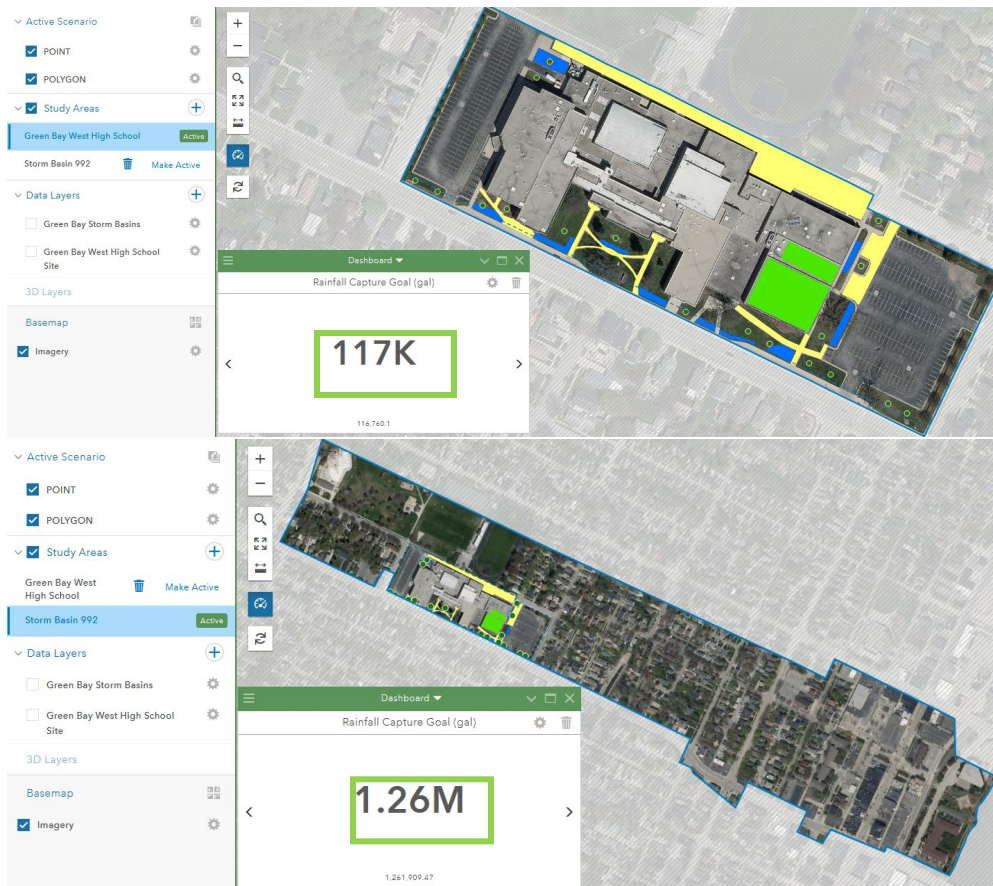 Active Scenario
POINT
POLYGON
Study Areas
Green Bay West High School Active
Storm Basin 992 Make Active
Data Layers
Green Bay Storm Basins
Green Bay West High School
Site
3D Layers
Basemap
Imagery
+
−
Dashboard
Rainfall Capture Goal (gal)
117K
116,760.1
Active Scenario
POINT
POLYGON
Study Areas
Green Bay West
High School
Make Active
Storm Basin 992 Active
Data Layers
Green Bay Storm Basins
Green Bay West High School
Site
3D Layers
Basemap
Imagery
+
−
Dashboard
Rainfall Capture Goal (gal)
1.26M
1,261,909.47